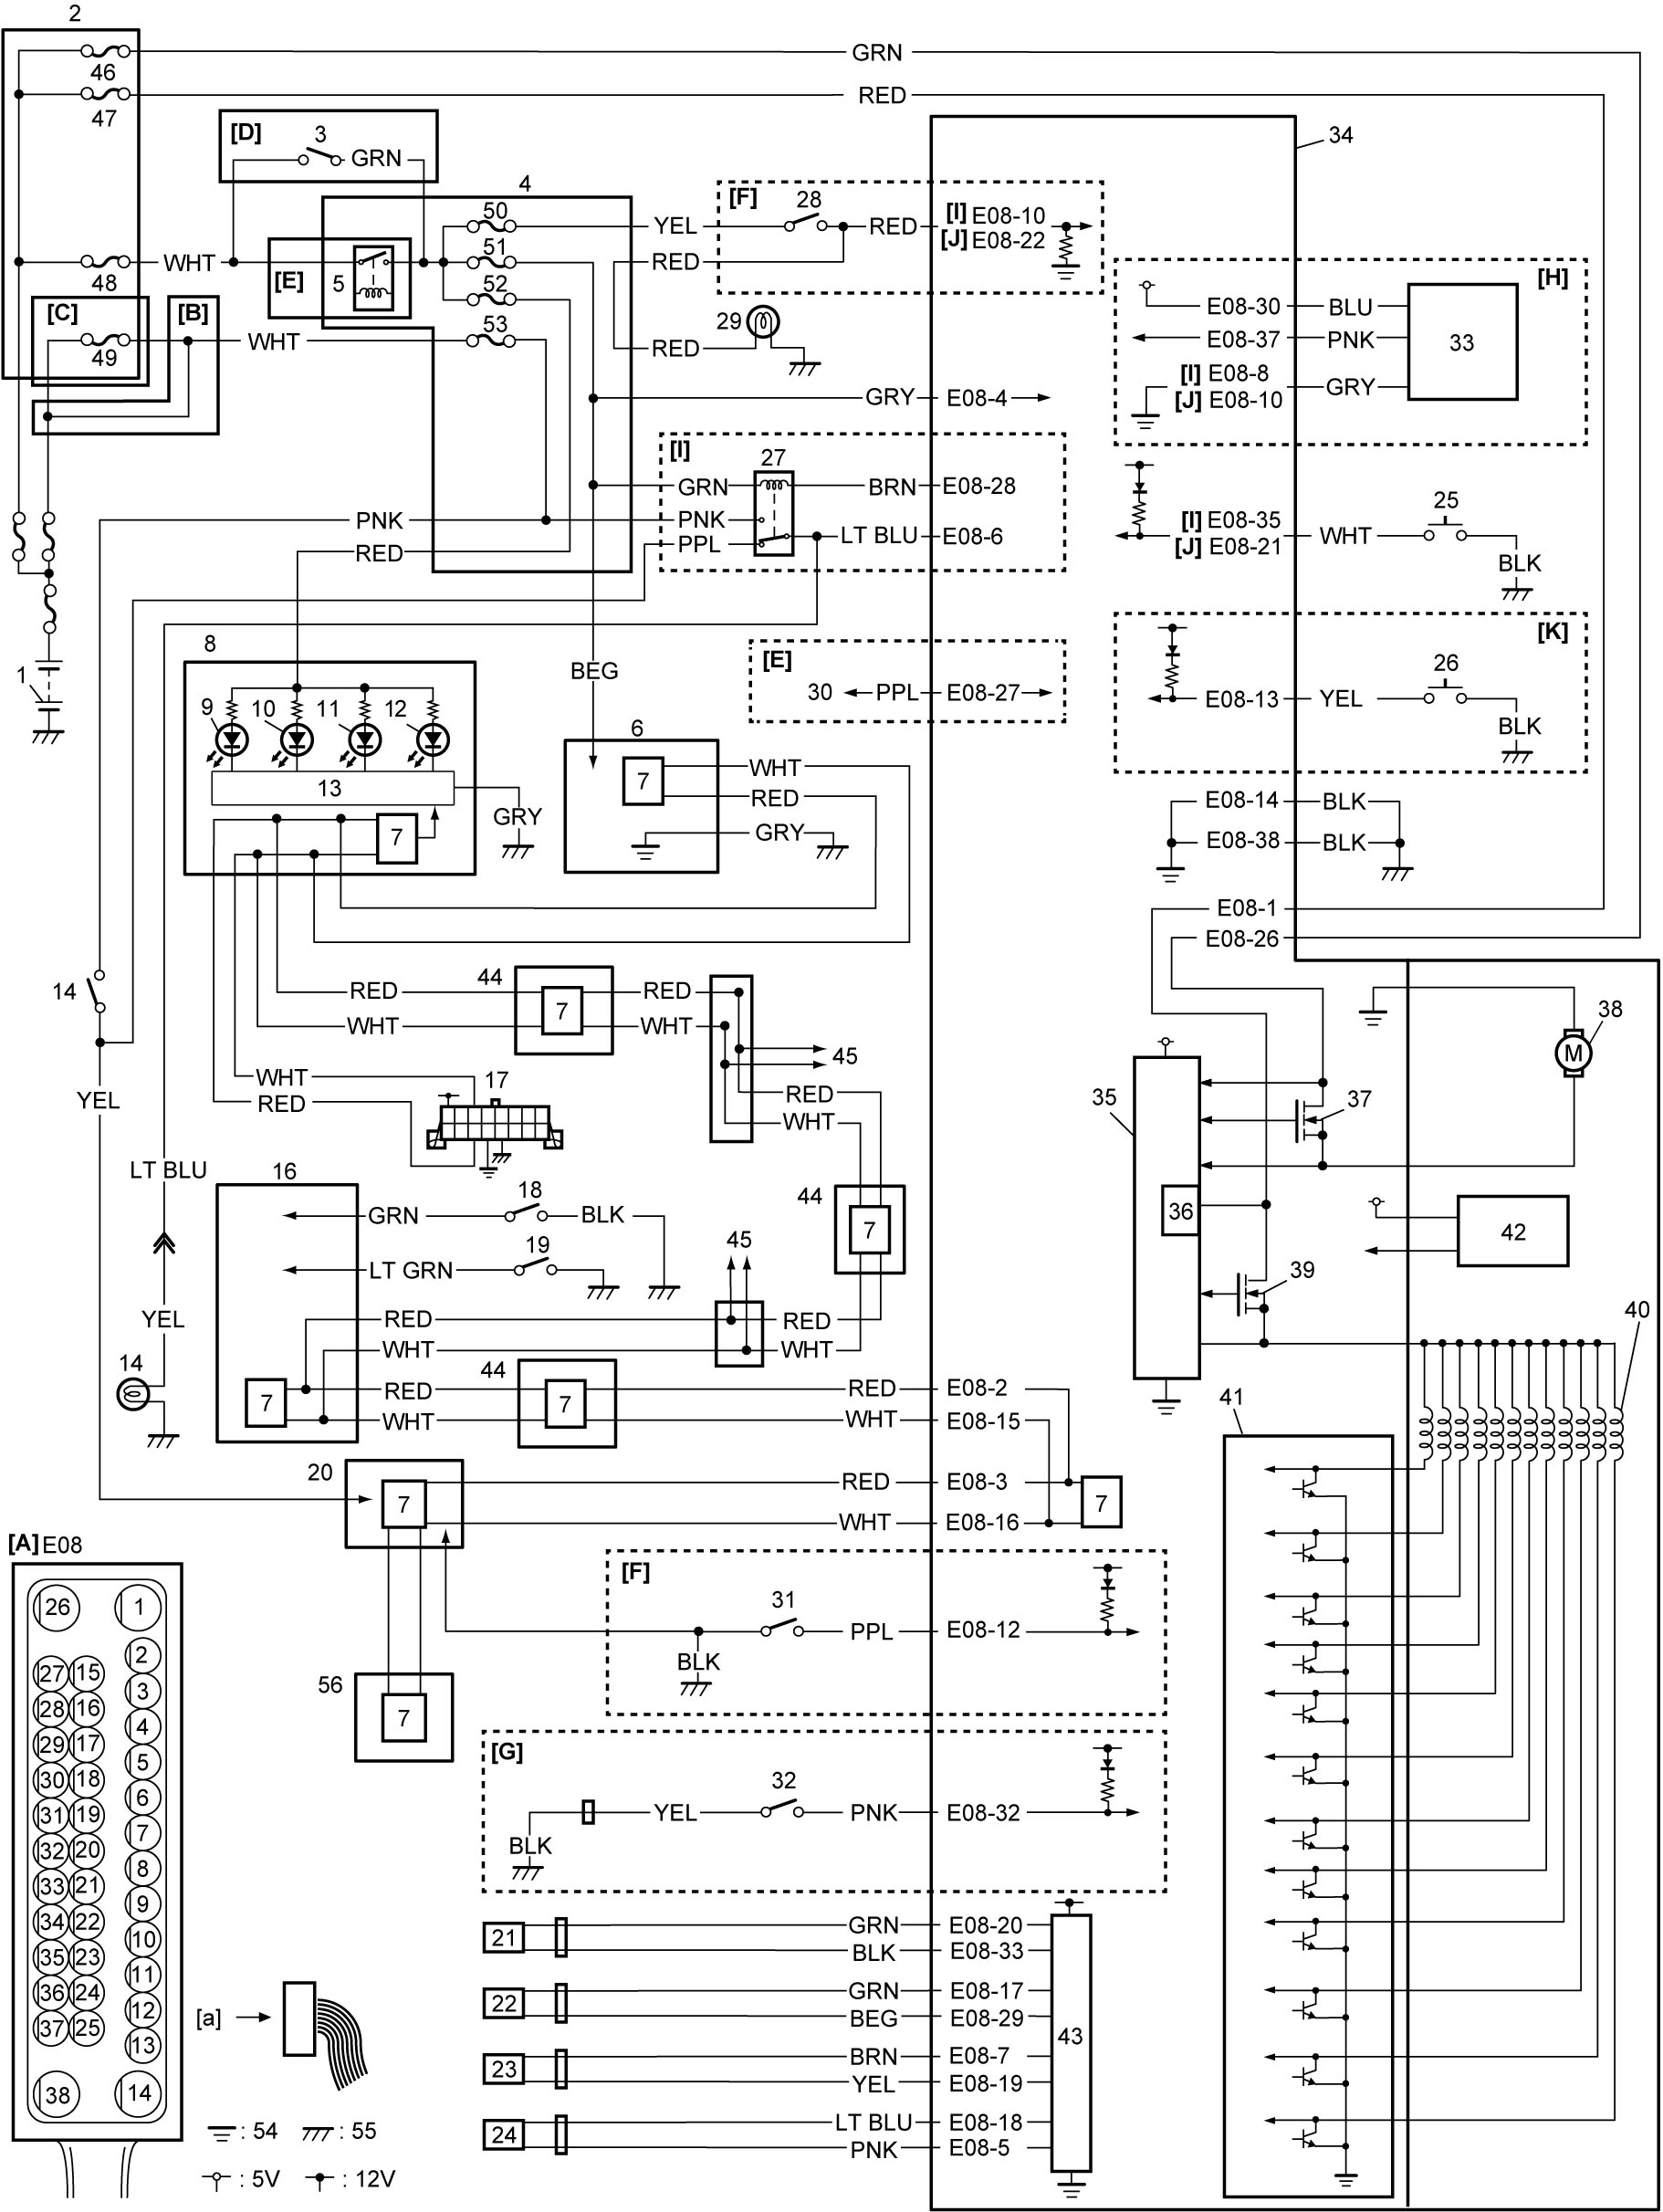 2
GRN
46
RED
47
[D]
3
GRN
34
4
50
YEL
[F]
28
RED
[I] E08-10
[J] E08-22
WHT
48
[E]
5
51
RED
52
[H]
E08-30
BLU
E08-37
PNK
33
[I] E08-8
[J] E08-10
GRY
[C]
[B]
49
WHT
53
29
RED
GRY
E08-4
[I]
27
GRN
BRN
E08-28
PNK
PNK
PPL
LT BLU
E08-6
RED
[I] E08-35
[J] E08-21
WHT
25
BLK
1
8
BEG
[E]
30
PPL
E08-27
[K]
26
E08-13
YEL
BLK
9
10
11
12
13
7
GRY
6
7
WHT
RED
GRY
E08-14
BLK
E08-38
BLK
E08-1
E08-26
14
RED
44
7
RED
WHT
WHT
45
38
M
WHT
RED
17
RED
WHT
35
37
YEL
LT BLU
16
18
GRN
BLK
44
7
36
42
19
LT GRN
45
39
40
YEL
RED
RED
WHT
WHT
14
7
RED
44
7
RED
E08-2
WHT
WHT
E08-15
41
20
7
RED
E08-3
7
WHT
E08-16
[A] E08
[F]
31
PPL
E08-12
BLK
56
7
[G]
32
YEL
PNK
E08-32
BLK
26
1
2
27
15
3
28
16
4
29
17
5
30
18
6
31
19
7
32
20
8
33
21
9
34
22
10
35
23
11
36
24
12
37
25
13
38
14
[a]
21
GRN
E08-20
BLK
E08-33
22
GRN
E08-17
BEG
E08-29
43
23
BRN
E08-7
YEL
E08-19
24
LT BLU
E08-18
PNK
E08-5
: 54
: 55
: 5V
: 12V